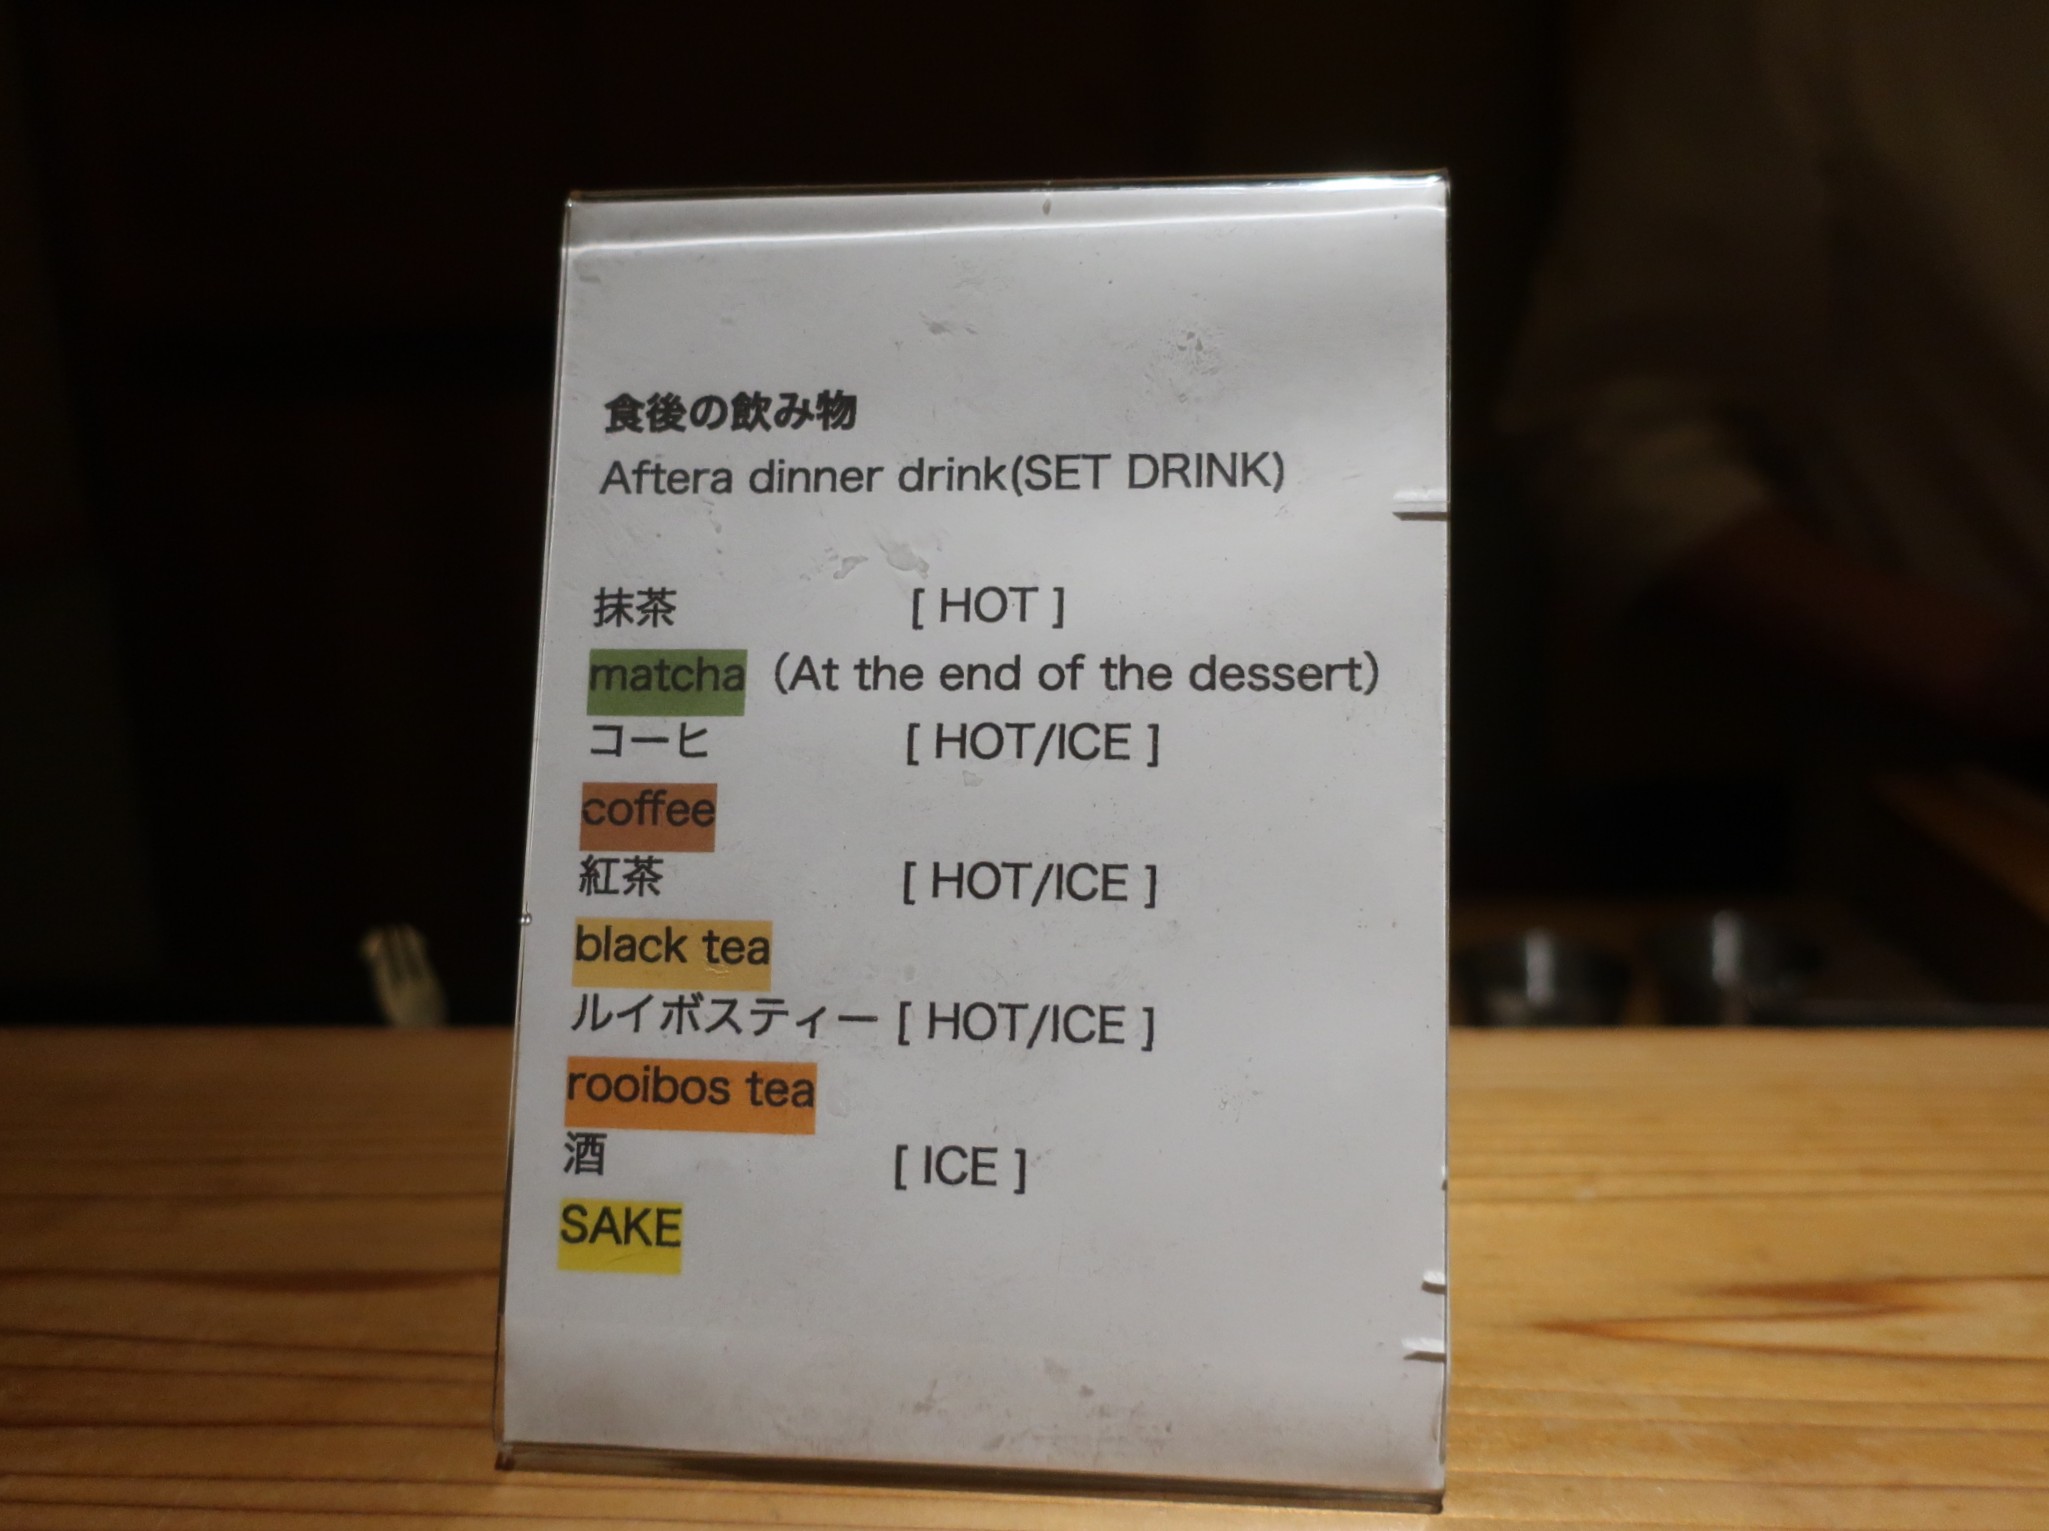 食後の飲み物
Aftera dinner drink(SET DRINK)
抹茶 [ HOT ]
matcha（At the end of the dessert）
コーヒ [ HOT/ICE ]
coffee
紅茶 [ HOT/ICE ]
black tea
ルイボスティー [ HOT/ICE ]
rooibos tea
酒 [ ICE ]
SAKE